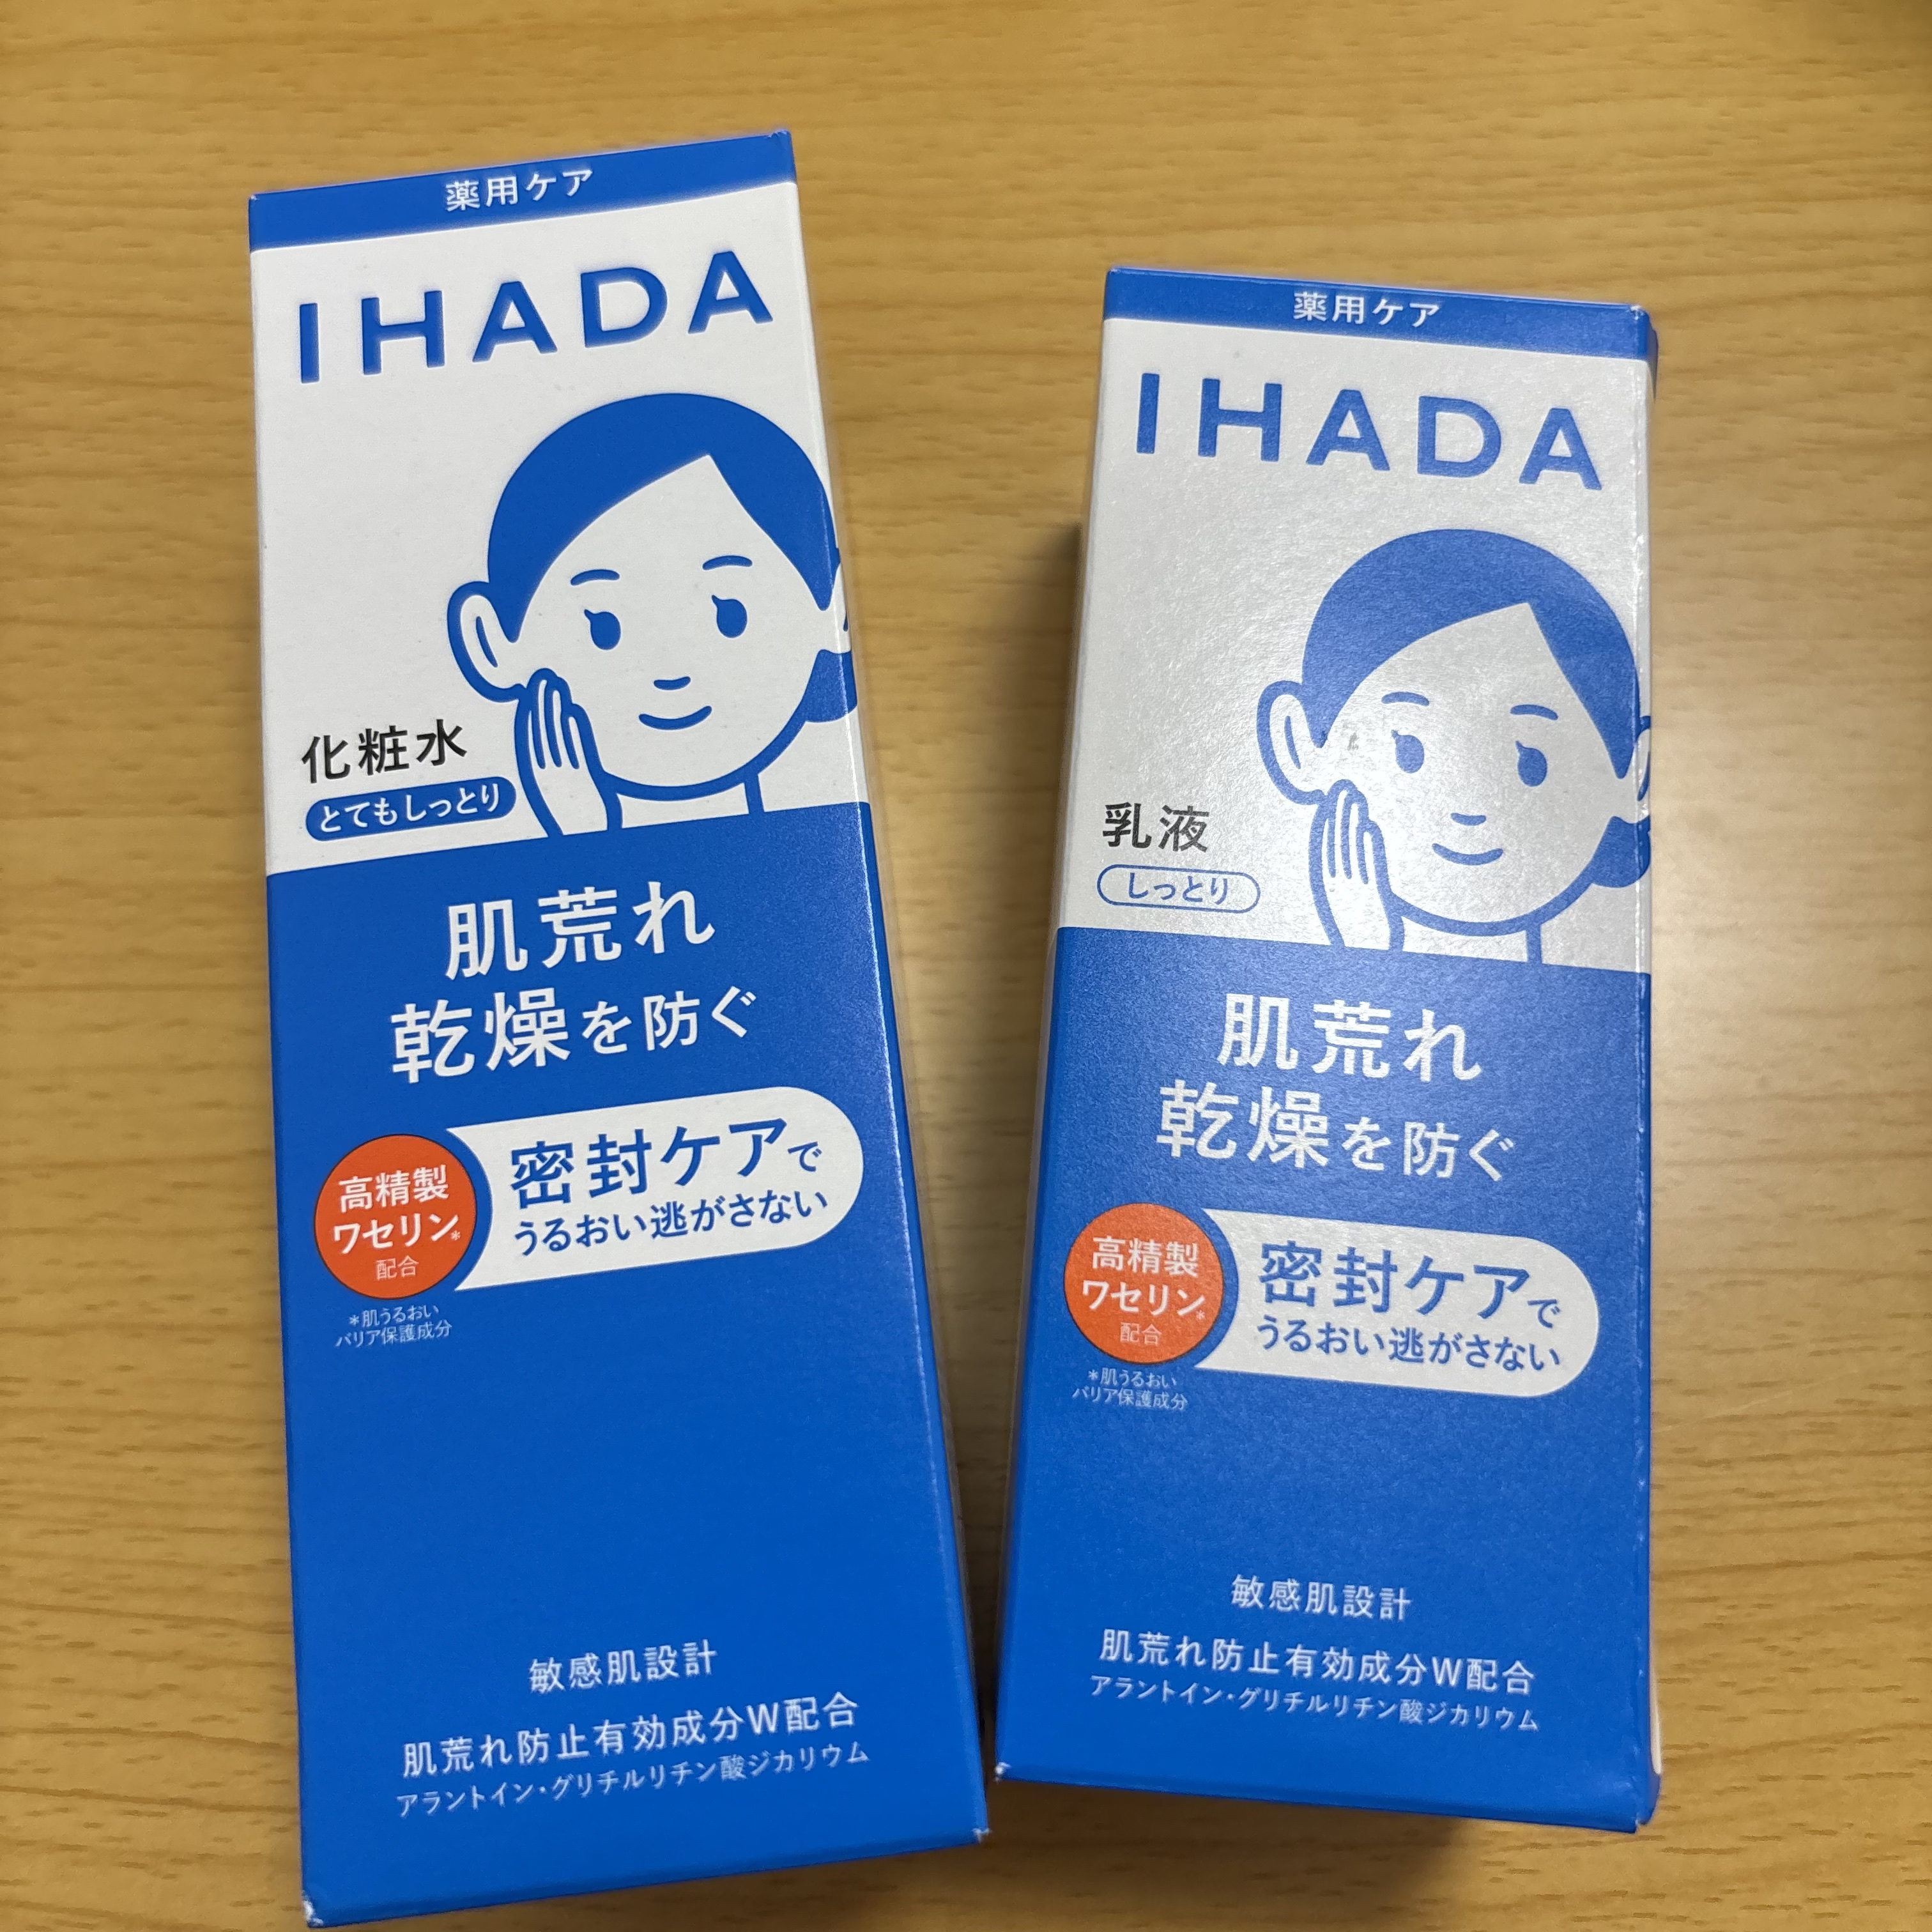 薬用ケア
IHADA
化粧水
とてもしっとり
肌荒れ
乾燥を防ぐ
高精製
ワセリン*
配合
密封ケアで
うるおい逃がさない
*肌うるおい
バリア保護成分
敏感肌設計
肌荒れ防止有効成分W配合
アラントイン・グリチルリチン酸ジカリウム
薬用ケア
IHADA
乳液
しっとり
肌荒れ
乾燥を防ぐ
高精製
ワセリン*
配合
密封ケアで
うるおい逃がさない
*肌うるおい
バリア保護成分
敏感肌設計
肌荒れ防止有効成分W配合
アラントイン・グリチルリチン酸ジカリウム